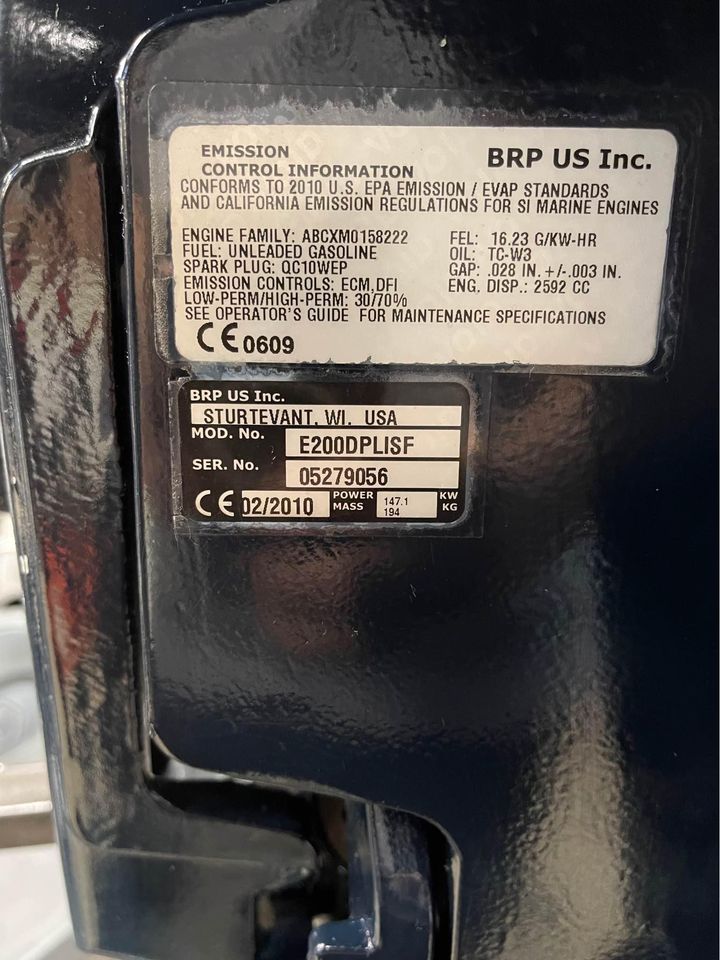 EMISSION
CONTROL INFORMATION
BRP US Inc.
CONFORMS TO 2010 U.S. EPA EMISSION / EVAP STANDARDS
AND CALIFORNIA EMISSION REGULATIONS FOR SI MARINE ENGINES
ENGINE FAMILY: ABCXM0158222 FEL: 16.23 G/KW-HR
FUEL: UNLEADED GASOLINE OIL: TC-W3
SPARK PLUG: QC10WEP GAP: .028 IN. +/-.003 IN.
EMISSION CONTROLS: ECM,DFI ENG. DISP.: 2592 CC
LOW-PERM/HIGH-PERM: 30/70%
SEE OPERATOR'S GUIDE FOR MAINTENANCE SPECIFICATIONS
CE 0609
BRP US Inc.
STURTEVANT, WI, USA
MOD. No. E200DPLISF
SER. No. 05279056
CE 02/2010 POWER 147.1 KW
MASS 194 KG